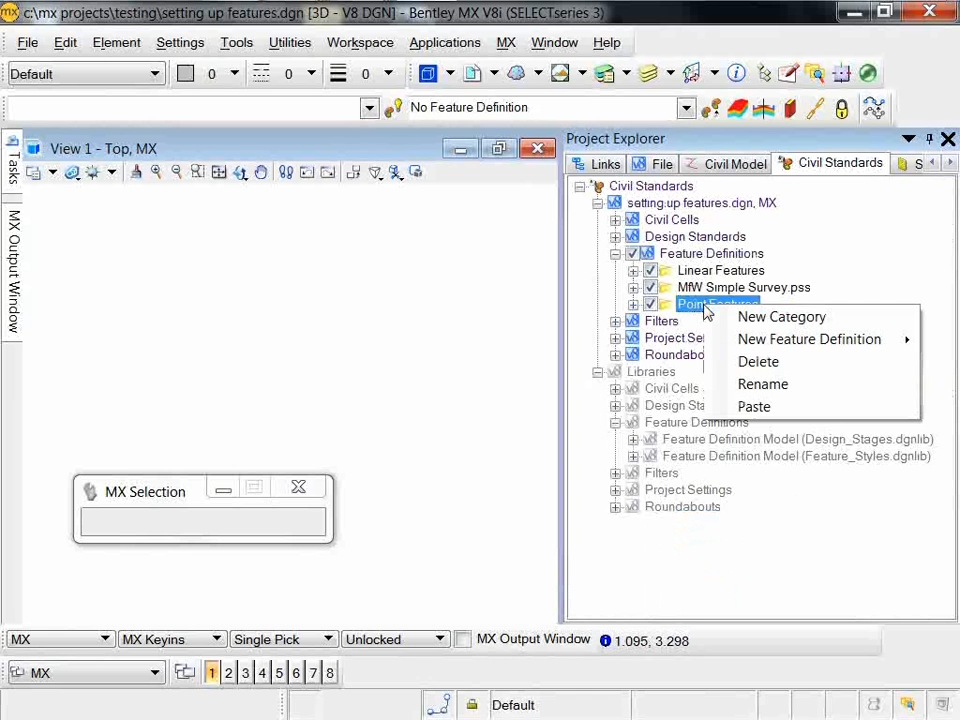 c:\mx projects\testing\setting up features.dgn [3D - V8 DGN] - Bentley MX V8i (SELECTseries 3)
File Edit Element Settings Tools Utilities Workspace Applications MX Window Help
Default 0 0 0
No Feature Definition
Tasks
MX Output Window
View 1 - Top, MX
Project Explorer
Links File Civil Model Civil Standards S
Civil Standards
setting up features.dgn, MX
Civil Cells
Design Standards
Feature Definitions
Linear Features
MfW Simple Survey.pss
Point Features
Filters
Project Set
Roundabo
Libraries
Civil Cells
Design Sta
Feature Definitions
Feature Definition Model (Design_Stages.dgnlib)
Feature Definition Model (Feature_Styles.dgnlib)
Filters
Project Settings
Roundabouts
New Category
New Feature Definition
Delete
Rename
Paste
MX Selection
MX MX Keyins Single Pick Unlocked MX Output Window 1.095, 3.298
MX 1 2 3 4 5 6 7 8
Default